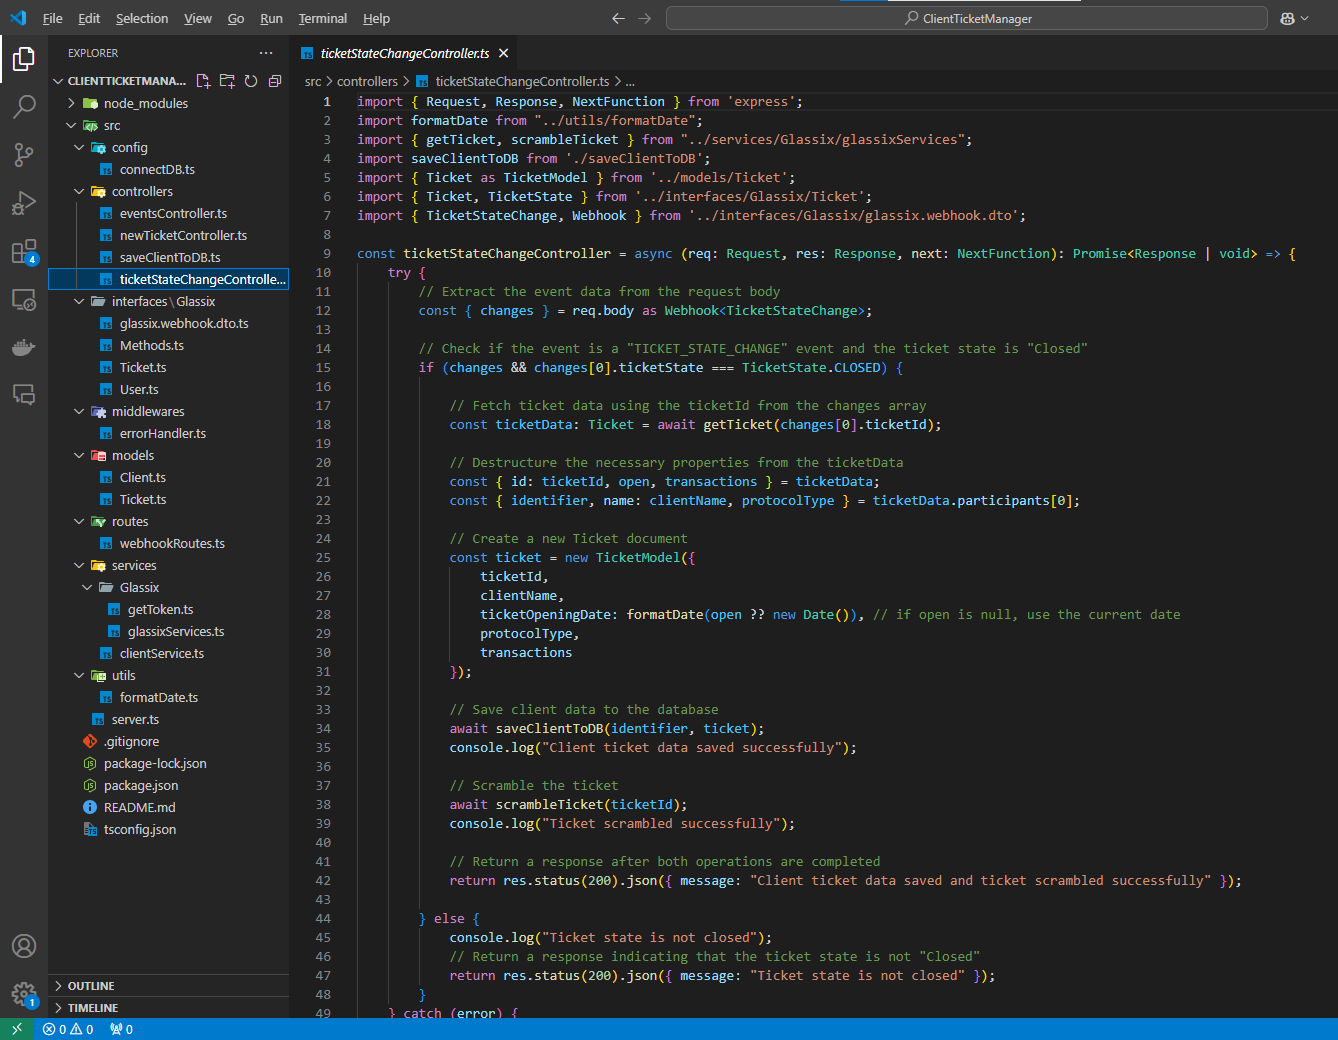 File Edit Selection View Go Run Terminal Help
ClientTicketManager
EXPLORER
CLIENTTICKETMANA...
node_modules
src
config
connectDB.ts
controllers
eventsController.ts
newTicketController.ts
saveClientToDB.ts
ticketStateChangeControlle...
interfaces\Glassix
glassix.webhook.dto.ts
Methods.ts
Ticket.ts
User.ts
middlewares
errorHandler.ts
models
Client.ts
Ticket.ts
routes
webhookRoutes.ts
services
Glassix
getToken.ts
glassixServices.ts
clientService.ts
utils
formatDate.ts
server.ts
.gitignore
package-lock.json
package.json
README.md
tsconfig.json
OUTLINE
TIMELINE
4
1
ticketStateChangeController.ts
src > controllers > ticketStateChangeController.ts > ...
1 import { Request, Response, NextFunction } from 'express';
2 import formatDate from "../utils/formatDate";
3 import { getTicket, scrambleTicket } from "../services/Glassix/glassixServices";
4 import saveClientToDB from './saveClientToDB';
5 import { Ticket as TicketModel } from '../models/Ticket';
6 import { Ticket, TicketState } from '../interfaces/Glassix/Ticket';
7 import { TicketStateChange, Webhook } from '../interfaces/Glassix/glassix.webhook.dto';
8
9 const ticketStateChangeController = async (req: Request, res: Response, next: NextFunction): Promise<Response | void> => {
10 try {
11 // Extract the event data from the request body
12 const { changes } = req.body as Webhook<TicketStateChange>;
13
14 // Check if the event is a "TICKET_STATE_CHANGE" event and the ticket state is "Closed"
15 if (changes && changes[0].ticketState === TicketState.CLOSED) {
16
17 // Fetch ticket data using the ticketId from the changes array
18 const ticketData: Ticket = await getTicket(changes[0].ticketId);
19
20 // Destructure the necessary properties from the ticketData
21 const { id: ticketId, open, transactions } = ticketData;
22 const { identifier, name: clientName, protocolType } = ticketData.participants[0];
23
24 // Create a new Ticket document
25 const ticket = new TicketModel({
26 ticketId,
27 clientName,
28 ticketOpeningDate: formatDate(open ?? new Date()), // if open is null, use the current date
29 protocolType,
30 transactions
31 });
32
33 // Save client data to the database
34 await saveClientToDB(identifier, ticket);
35 console.log("Client ticket data saved successfully");
36
37 // Scramble the ticket
38 await scrambleTicket(ticketId);
39 console.log("Ticket scrambled successfully");
40
41 // Return a response after both operations are completed
42 return res.status(200).json({ message: "Client ticket data saved and ticket scrambled successfully" });
43
44 } else {
45 console.log("Ticket state is not closed");
46 // Return a response indicating that the ticket state is not "Closed"
47 return res.status(200).json({ message: "Ticket state is not closed" });
48 }
49 } catch (error) {
0 0 0